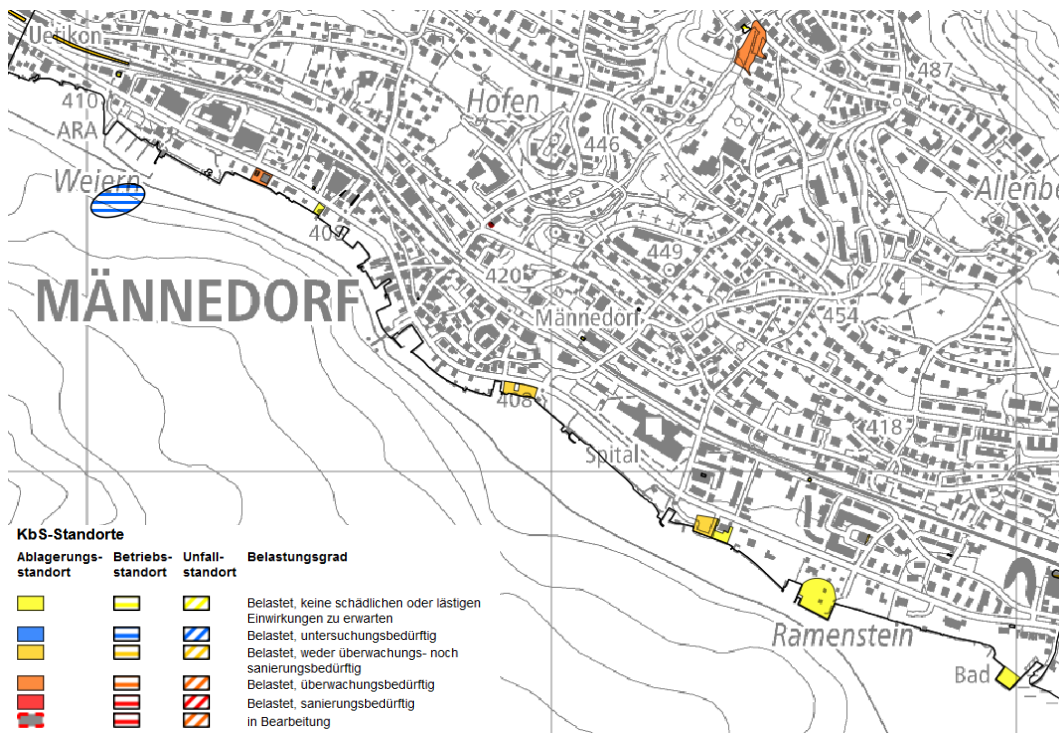 Uetikon
487
Hofen
410
446
ARA
Weiern
Allenb
408
449
420
MÄNNEDORF
Männedorf
454
408
418
Spital
KbS-Standorte
Ablagerungs- Betriebs- Unfall- Belastungsgrad
standort standort standort
Belastet, keine schädlichen oder lästigen
Einwirkungen zu erwarten
Belastet, untersuchungsbedürftig
Belastet, weder überwachungs- noch
sanierungsbedürftig
Belastet, überwachungsbedürftig
Belastet, sanierungsbedürftig
in Bearbeitung
Ramenstein
Bad